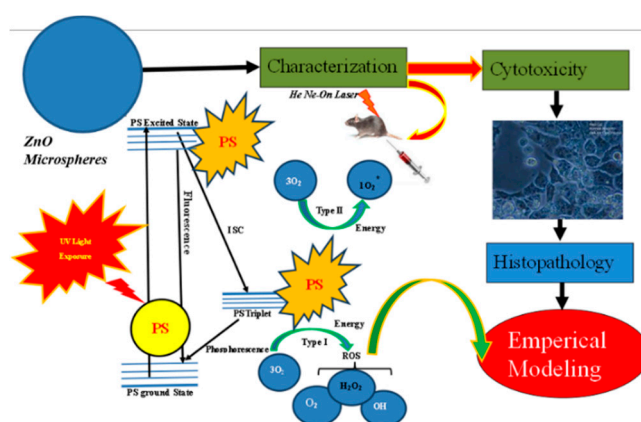 Characterization
Cytotoxicity
He Ne-On Laser
ZnO
Microspheres
PS Excited State
PS
3O2
1O2*
Type II
Energy
Fluorescence
ISC
UV Light
Exposure
Histopathology
PS
PS Triplet
PS
Energy
Type I
Phosphorescence
ROS
3O2
H2O2
O2
OH
PS ground State
Emperical
Modeling